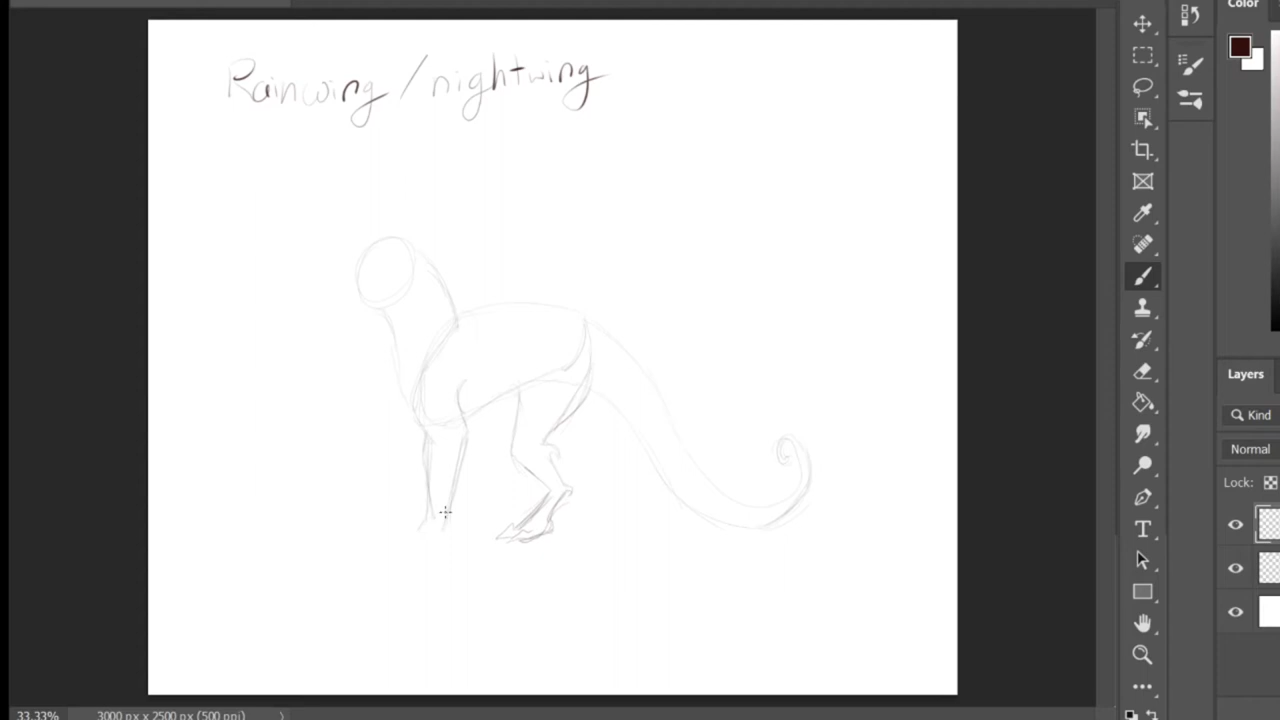 Color
Rainwing / nightwing
Layers
Kind
Normal
Lock:
33.33% 3000 px x 2500 px (500 ppi)